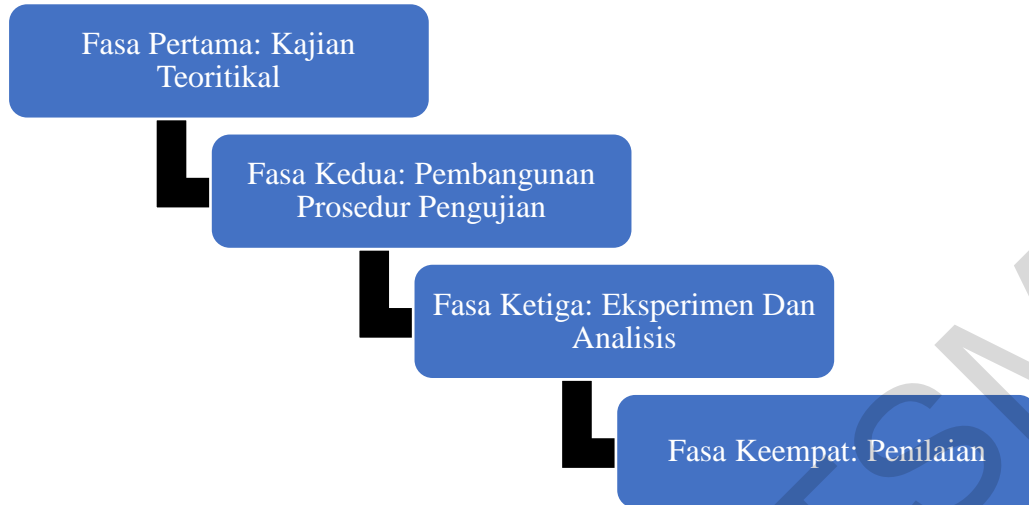 Fasa Pertama: Kajian
Teoritikal
Fasa Kedua: Pembangunan
Prosedur Pengujian
Fasa Ketiga: Eksperimen Dan
Analisis
Fasa Keempat: Penilaian